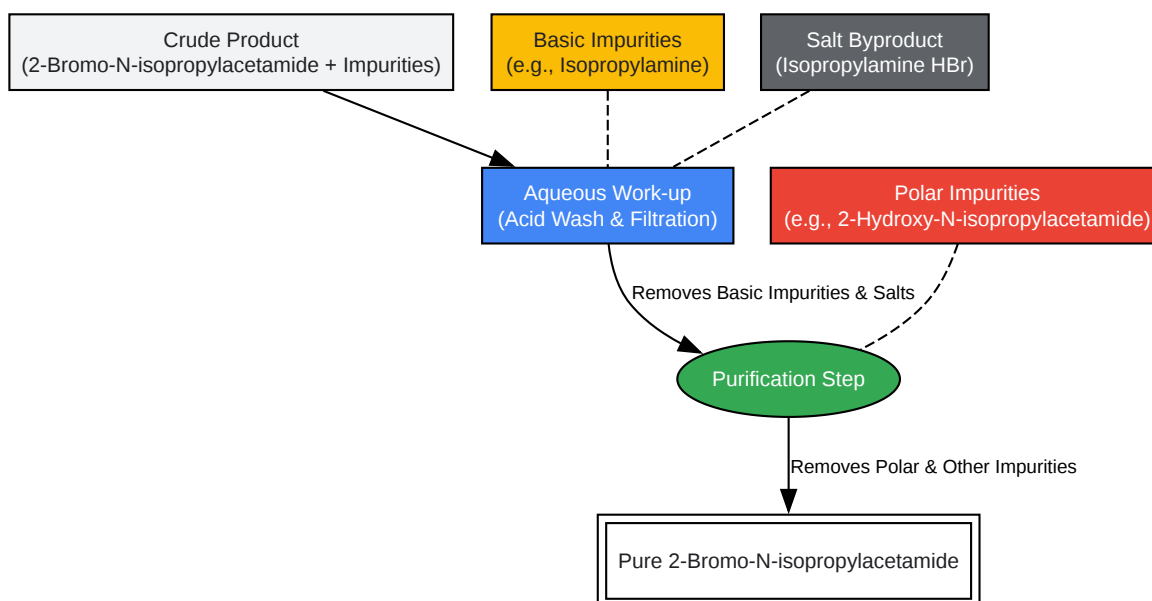 Crude Product
(2-Bromo-N-isopropylacetamide + Impurities)
Basic Impurities
(e.g., Isopropylamine)
Salt Byproduct
(Isopropylamine HBr)
Aqueous Work-up
(Acid Wash & Filtration)
Polar Impurities
(e.g., 2-Hydroxy-N-isopropylacetamide)
Removes Basic Impurities & Salts
Purification Step
Removes Polar & Other Impurities
Pure 2-Bromo-N-isopropylacetamide